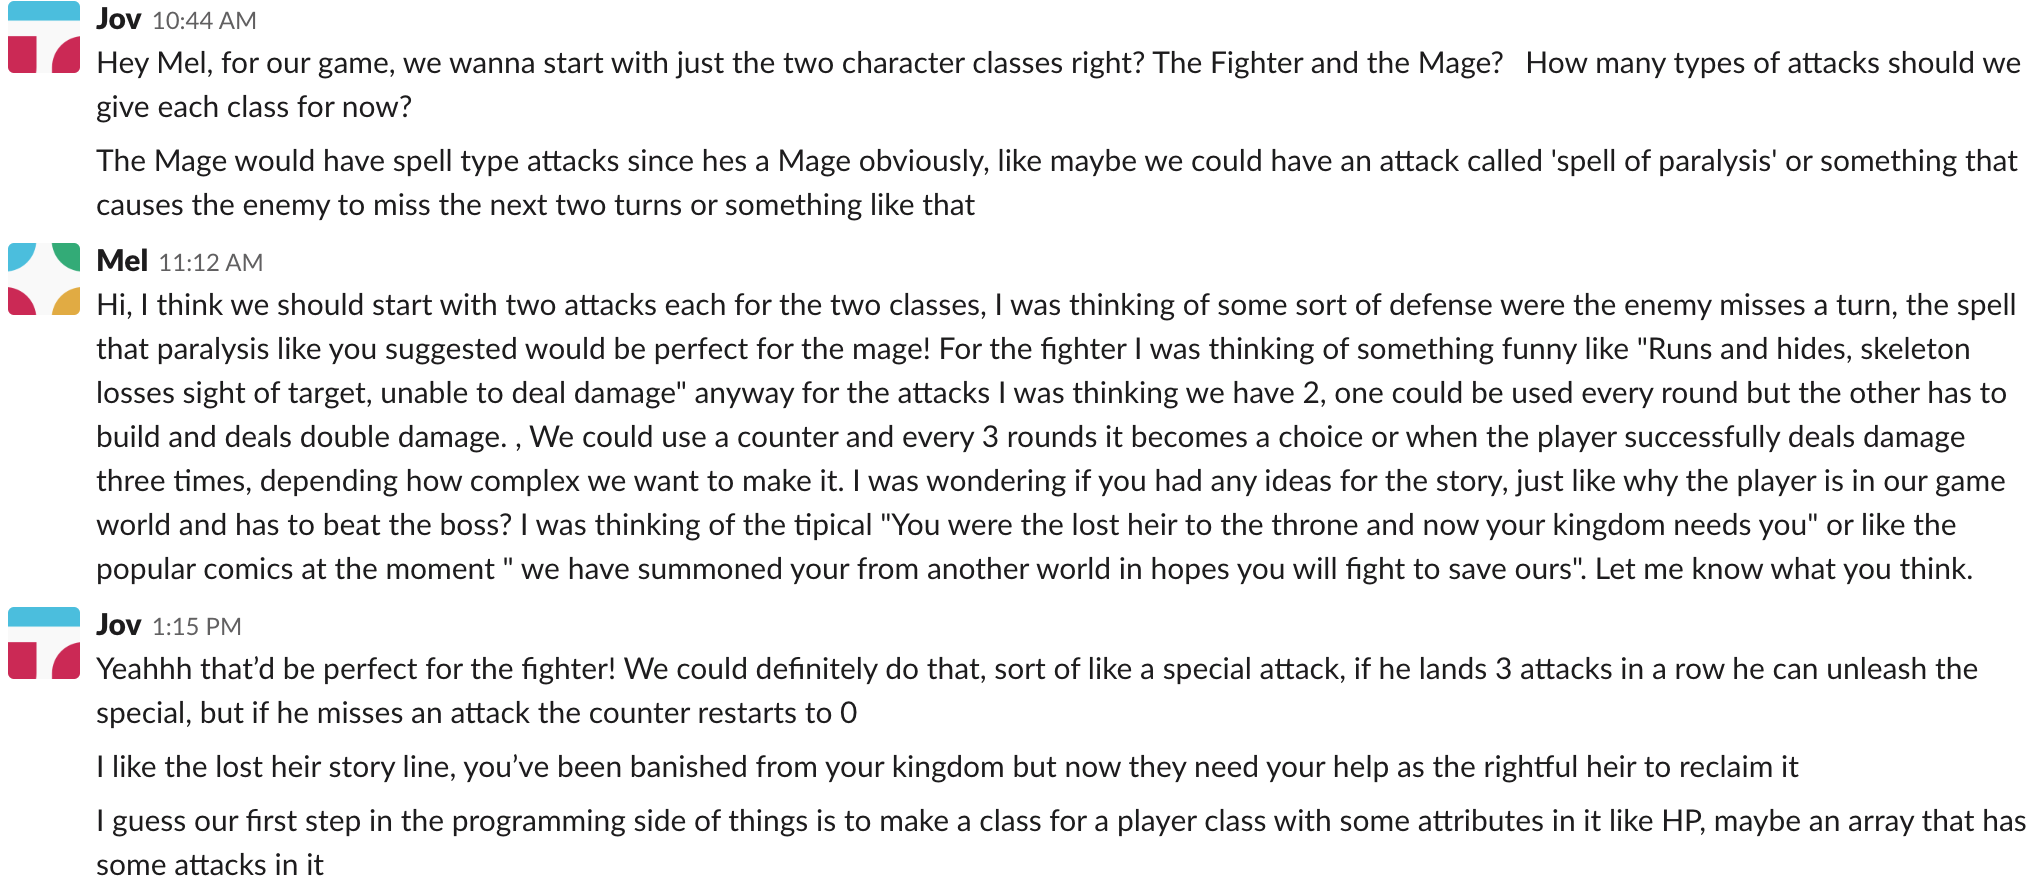 Jov 10:44 AM
Hey Mel, for our game, we wanna start with just the two character classes right? The Fighter and the Mage?   How many types of attacks should we
give each class for now?
The Mage would have spell type attacks since hes a Mage obviously, like maybe we could have an attack called 'spell of paralysis' or something that
causes the enemy to miss the next two turns or something like that
Mel 11:12 AM
Hi, I think we should start with two attacks each for the two classes, I was thinking of some sort of defense were the enemy misses a turn, the spell
that paralysis like you suggested would be perfect for the mage! For the fighter I was thinking of something funny like "Runs and hides, skeleton
losses sight of target, unable to deal damage" anyway for the attacks I was thinking we have 2, one could be used every round but the other has to
build and deals double damage. , We could use a counter and every 3 rounds it becomes a choice or when the player successfully deals damage
three times, depending how complex we want to make it. I was wondering if you had any ideas for the story, just like why the player is in our game
world and has to beat the boss? I was thinking of the tipical "You were the lost heir to the throne and now your kingdom needs you" or like the
popular comics at the moment " we have summoned your from another world in hopes you will fight to save ours". Let me know what you think.
Jov 1:15 PM
Yeahhh that’d be perfect for the fighter! We could definitely do that, sort of like a special attack, if he lands 3 attacks in a row he can unleash the
special, but if he misses an attack the counter restarts to 0
I like the lost heir story line, you’ve been banished from your kingdom but now they need your help as the rightful heir to reclaim it
I guess our first step in the programming side of things is to make a class for a player class with some attributes in it like HP, maybe an array that has
some attacks in it